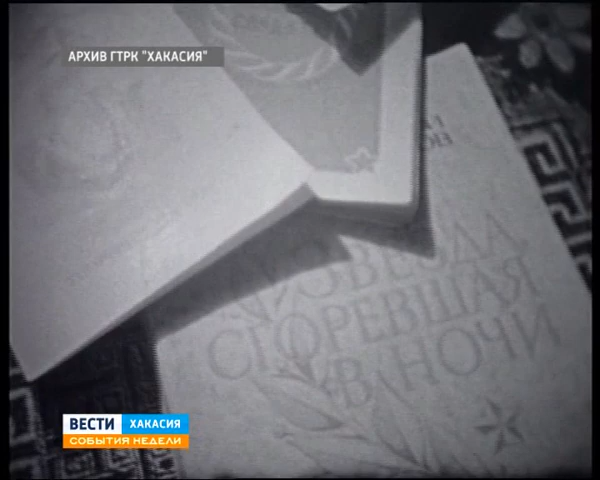 АРХИВ ГТРК "ХАКАСИЯ"
ЗВЕЗДА,
СГОРЕВШАЯ
В НОЧИ
ВЕСТИ ХАКАСИЯ
СОБЫТИЯ НЕДЕЛИ